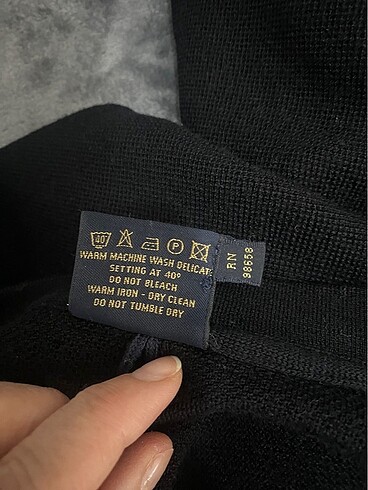 40°
P
WARM MACHINE WASH DELICATE
SETTING AT 40°
DO NOT BLEACH
WARM IRON - DRY CLEAN
DO NOT TUMBLE DRY
RN
98658